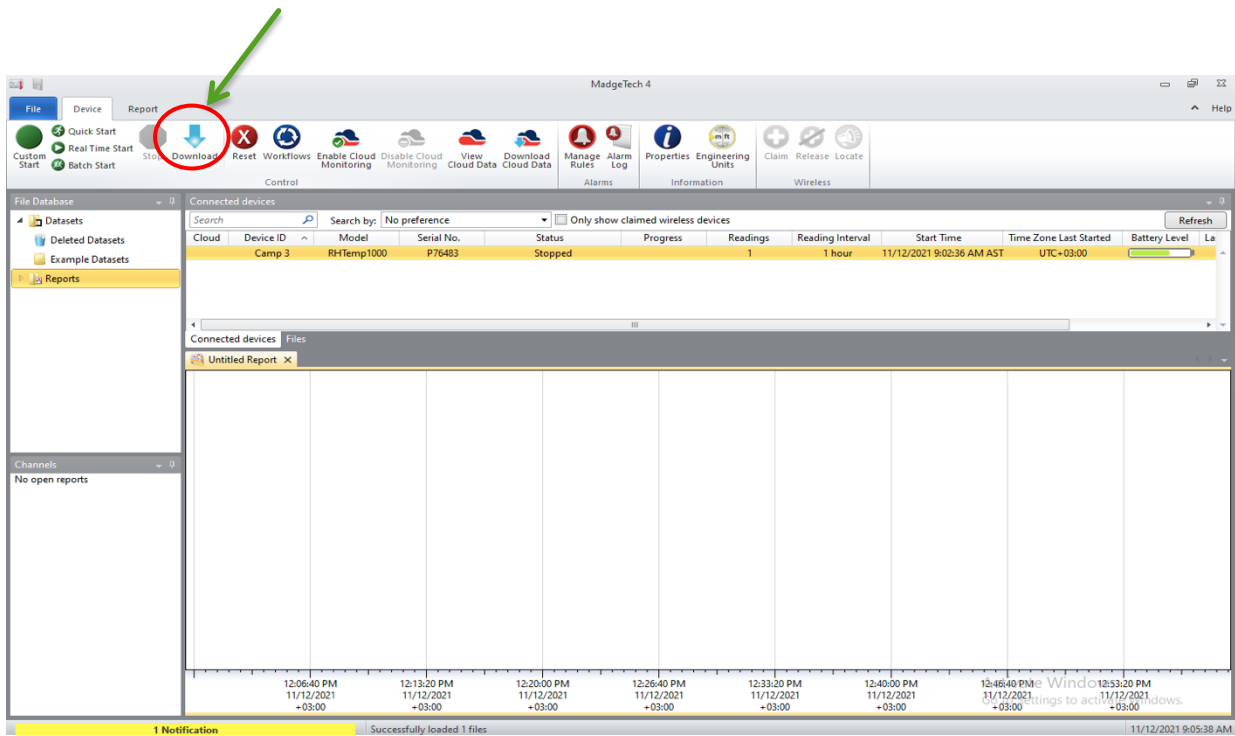 MadgeTech 4
File Device Report Help
Custom Start
Quick Start
Real Time Start
Batch Start
Stop
Download
Reset
Workflows
Enable Cloud Monitoring
Disable Cloud Monitoring
View Cloud Data
Download Cloud Data
Manage Rules
Alarm Log
Properties
Engineering Units
Claim
Release
Locate
Control Alarms Information Wireless
File Database
Datasets
Deleted Datasets
Example Datasets
Reports
Connected devices
Search Search by: No preference Only show claimed wireless devices Refresh
Cloud Device ID Model Serial No. Status Progress Readings Reading Interval Start Time Time Zone Last Started Battery Level La
Camp 3 RHTemp1000 P76483 Stopped 1 1 hour 11/12/2021 9:02:36 AM AST UTC+03:00
Connected devices Files
Untitled Report
Channels
No open reports
12:06:40 PM 12:13:20 PM 12:20:00 PM 12:26:40 PM 12:33:20 PM 12:40:00 PM 12:46:40 PM 12:53:20 PM
11/12/2021 11/12/2021 11/12/2021 11/12/2021 11/12/2021 11/12/2021 11/12/2021 11/12/2021
+03:00 +03:00 +03:00 +03:00 +03:00 +03:00 +03:00 +03:00
1 Notification Successfully loaded 1 files 11/12/2021 9:05:38 AM